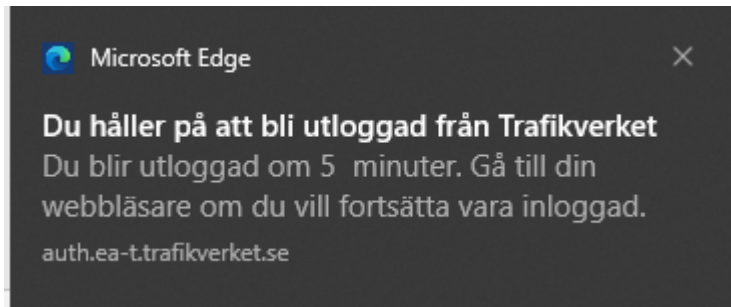 Microsoft Edge
Du håller på att bli utloggad från Trafikverket
Du blir utloggad om 5  minuter. Gå till din
webbläsare om du vill fortsätta vara inloggad.
auth.ea-t.trafikverket.se